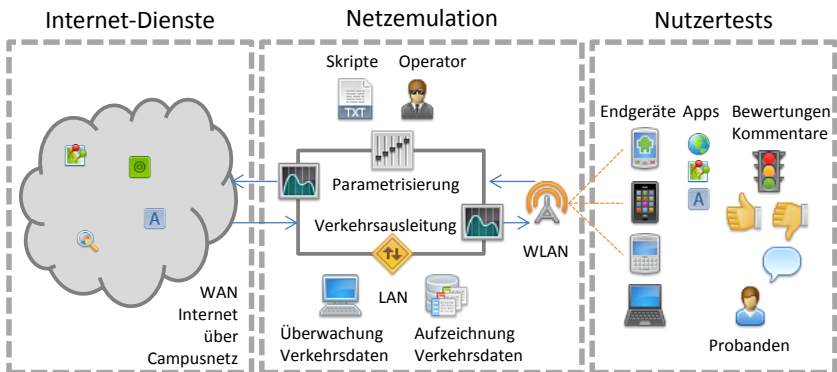 Internet-Dienste
Netzemulation
Nutzertests
Skripte
Operator
TXT
Endgeräte
Apps
Bewertungen
Kommentare
Parametrisierung
Verkehrsausleitung
A
A
WLAN
WAN
Internet
über
Campusnetz
LAN
Überwachung
Verkehrsdaten
Aufzeichnung
Verkehrsdaten
Probanden